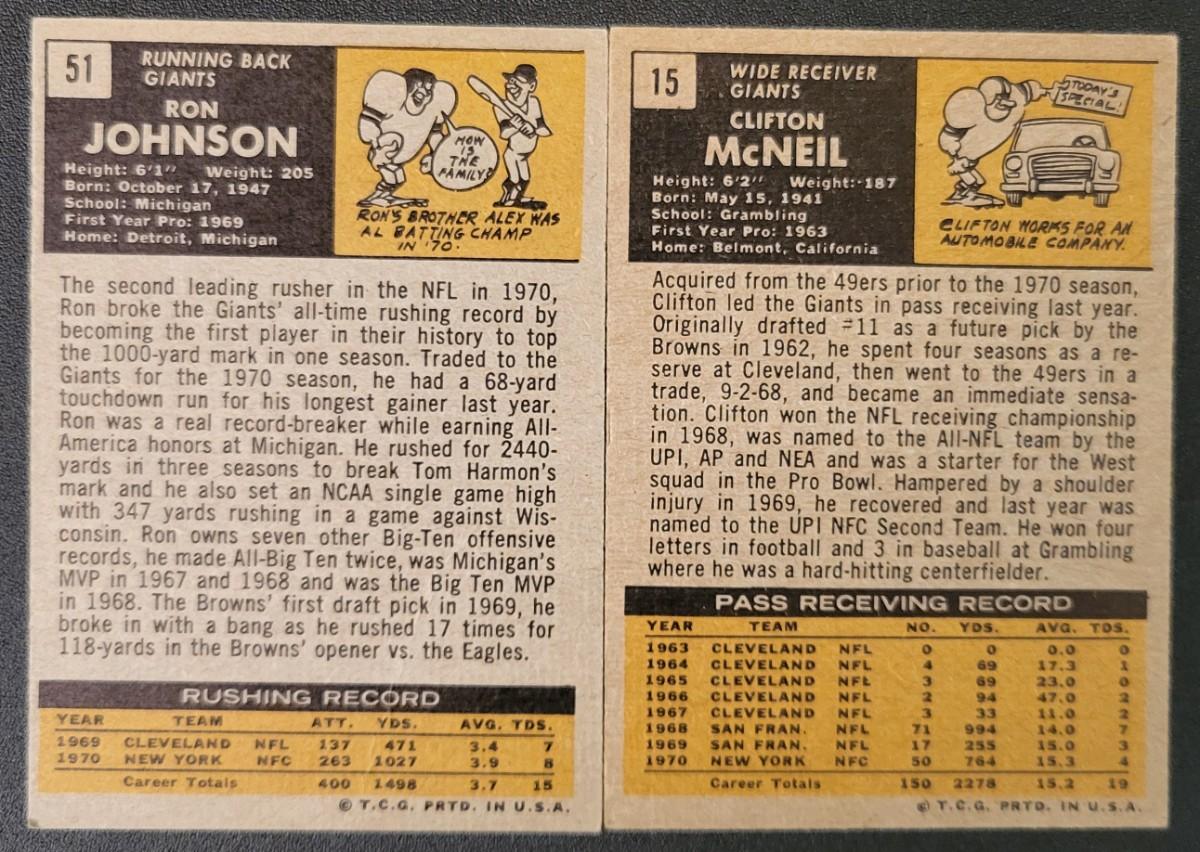 51
RUNNING BACK
GIANTS
RON
JOHNSON
Height: 6'1" Weight: 205
Born: October 17, 1947
School: Michigan
First Year Pro: 1969
Home: Detroit, Michigan
HOW
IS
THE
FAMILY?
RON'S BROTHER ALEX WAS
AL BATTING CHAMP
IN '70.
The second leading rusher in the NFL in 1970,
Ron broke the Giants' all-time rushing record by
becoming the first player in their history to top
the 1000-yard mark in one season. Traded to the
Giants for the 1970 season, he had a 68-yard
touchdown run for his longest gainer last year.
Ron was a real record-breaker while earning All-
America honors at Michigan. He rushed for 2440-
yards in three seasons to break Tom Harmon's
mark and he also set an NCAA single game high
with 347 yards rushing in a game against Wis-
consin. Ron owns seven other Big-Ten offensive
records, he made All-Big Ten twice, was Michigan's
MVP in 1967 and 1968 and was the Big Ten MVP
in 1968. The Browns' first draft pick in 1969, he
broke in with a bang as he rushed 17 times for
118-yards in the Browns' opener vs. the Eagles.
RUSHING RECORD
YEAR TEAM ATT. YDS. AVG. TDS.
1969 CLEVELAND NFL 137 471 3.4 7
1970 NEW YORK NFC 263 1027 3.9 8
Career Totals 400 1498 3.7 15
© T.C.G. PRTD. IN U.S.A.
15
WIDE RECEIVER
GIANTS
CLIFTON
McNEIL
Height: 6'2" Weight: 187
Born: May 15, 1941
School: Grambling
First Year Pro: 1963
Home: Belmont, California
TODAY'S
SPECIAL!
CLIFTON WORKS FOR AN
AUTOMOBILE COMPANY.
Acquired from the 49ers prior to the 1970 season,
Clifton led the Giants in pass receiving last year.
Originally drafted #11 as a future pick by the
Browns in 1962, he spent four seasons as a re-
serve at Cleveland, then went to the 49ers in a
trade, 9-2-68, and became an immediate sensa-
tion. Clifton won the NFL receiving championship
in 1968, was named to the All-NFL team by the
UPI, AP and NEA and was a starter for the West
squad in the Pro Bowl. Hampered by a shoulder
injury in 1969, he recovered and last year was
named to the UPI NFC Second Team. He won four
letters in football and 3 in baseball at Grambling
where he was a hard-hitting centerfielder.
PASS RECEIVING RECORD
YEAR TEAM NO. YDS. AVG. TDS.
1963 CLEVELAND NFL 0 0 0.0 0
1964 CLEVELAND NFL 4 69 17.3 1
1965 CLEVELAND NFL 3 69 23.0 0
1966 CLEVELAND NFL 2 94 47.0 2
1967 CLEVELAND NFL 3 33 11.0 2
1968 SAN FRAN. NFL 71 994 14.0 7
1969 SAN FRAN. NFL 17 255 15.0 3
1970 NEW YORK NFC 50 764 15.3 4
Career Totals 150 2278 15.2 19
© T.C.G. PRTD. IN U.S.A.